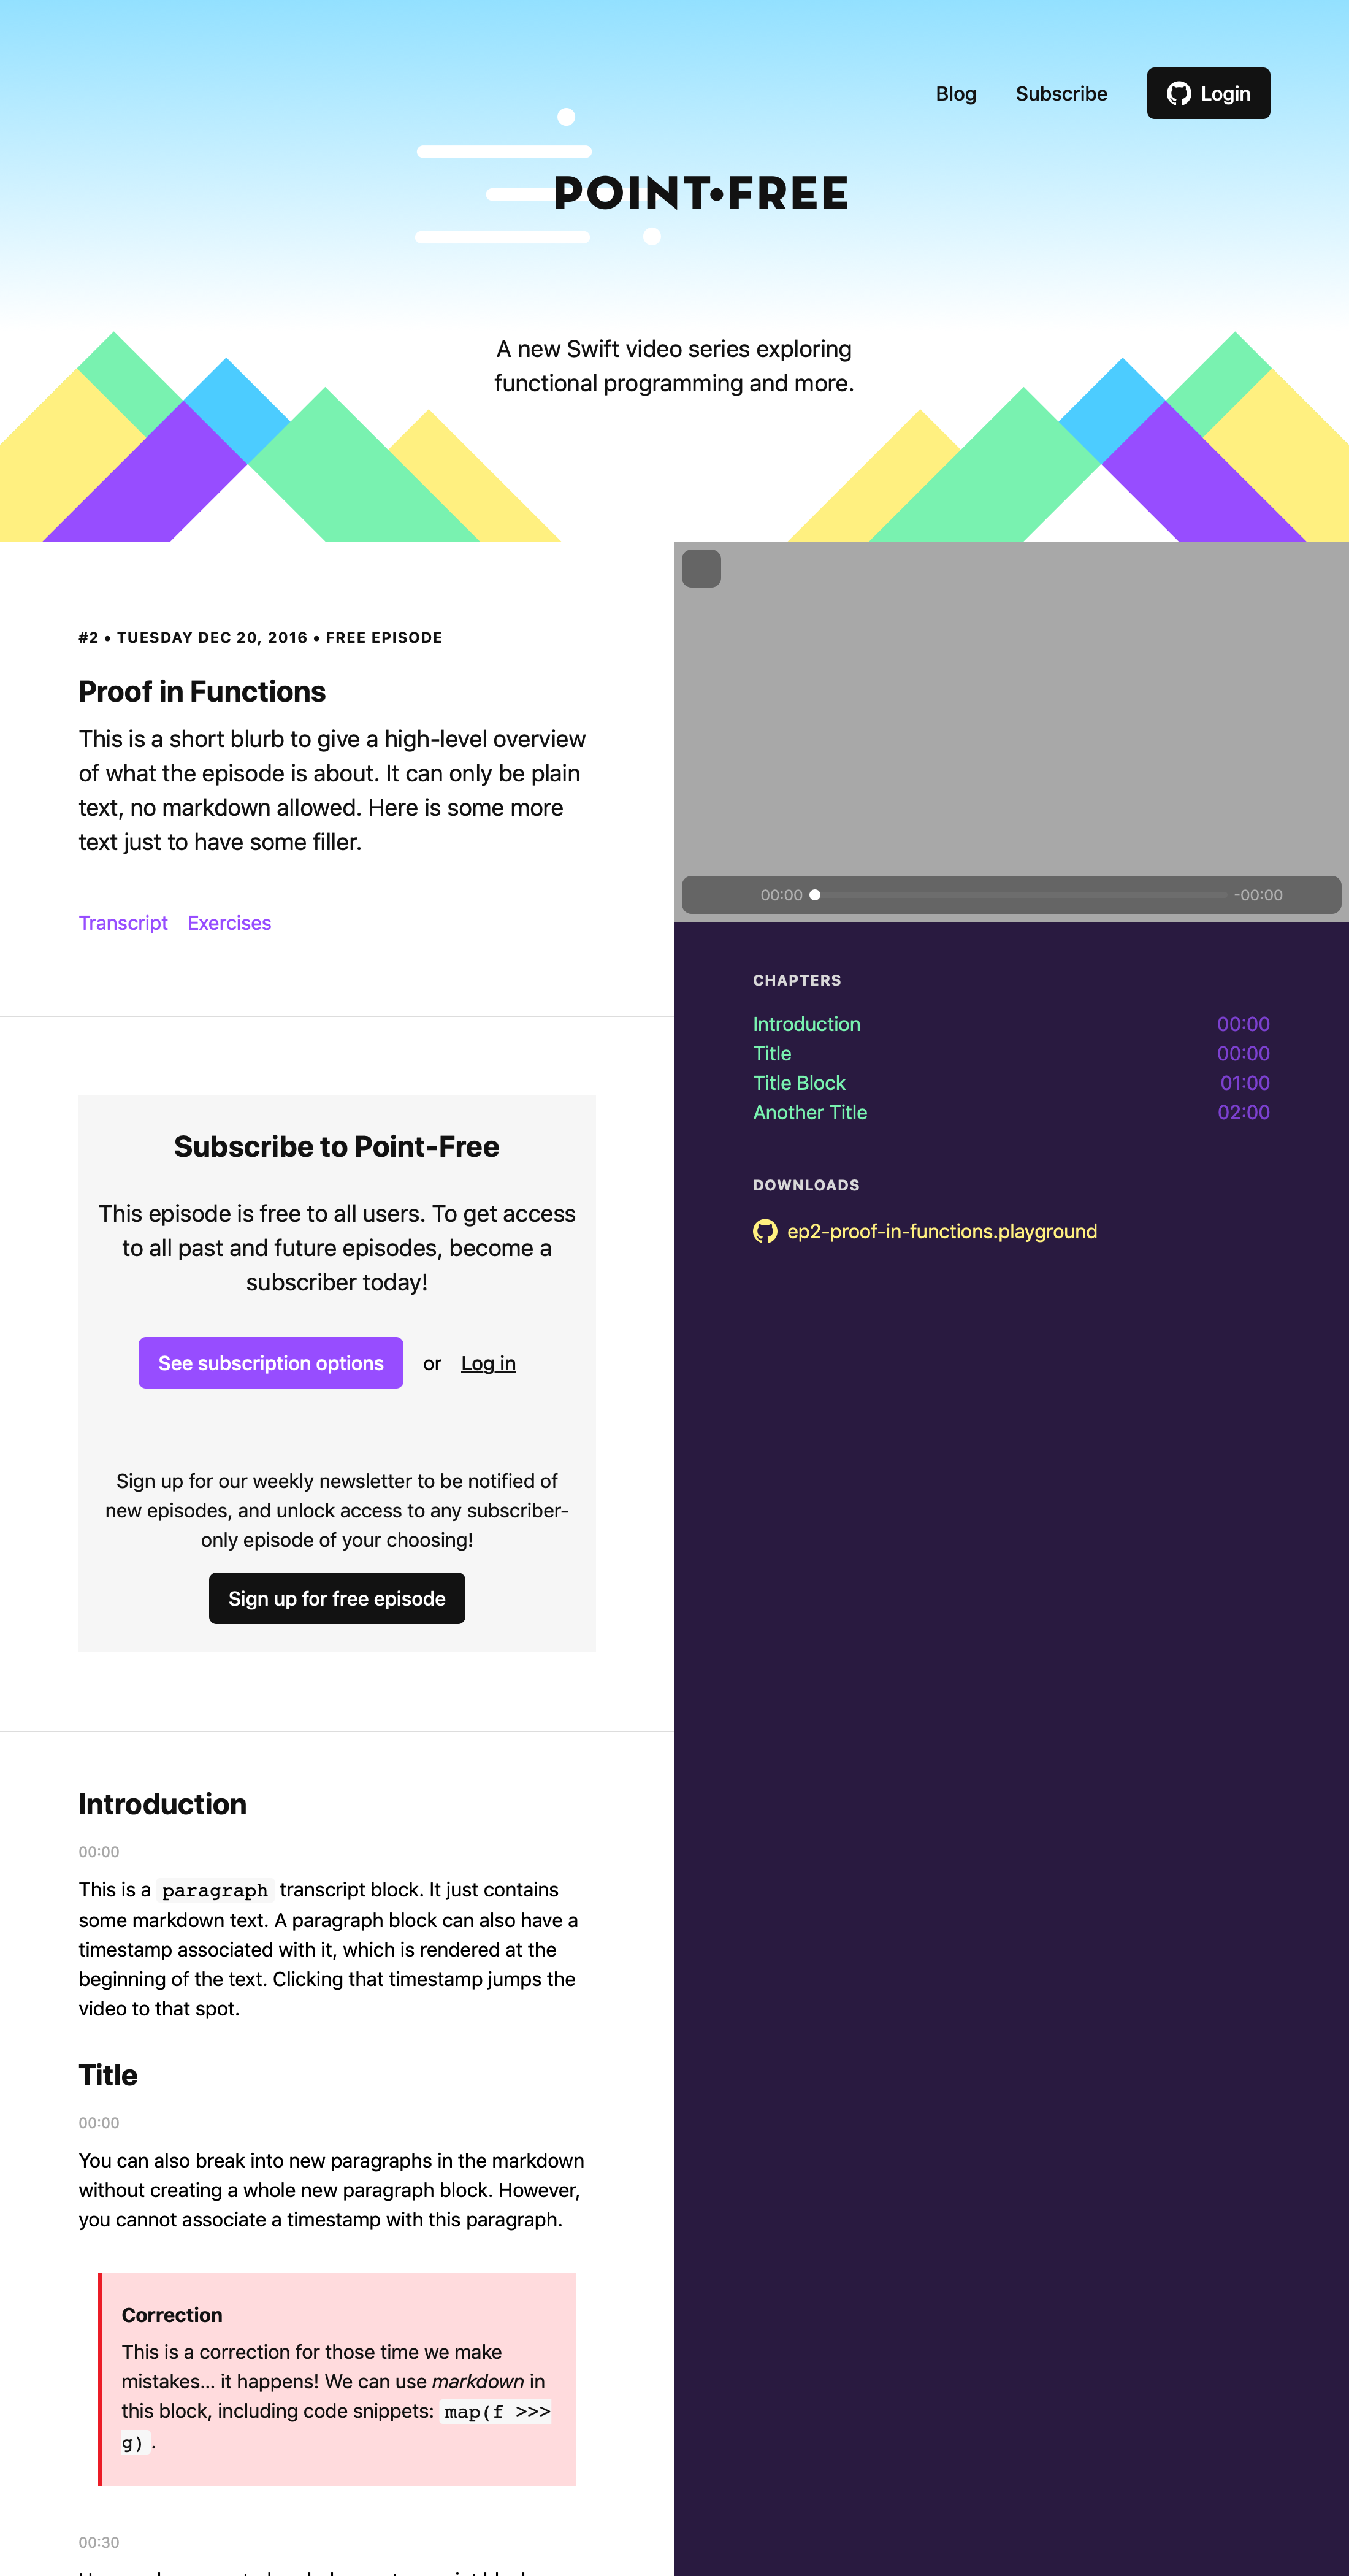 Blog
Subscribe
Login
POINT•FREE
A new Swift video series exploring
functional programming and more.
#2 • TUESDAY DEC 20, 2016 • FREE EPISODE
Proof in Functions
This is a short blurb to give a high-level overview
of what the episode is about. It can only be plain
text, no markdown allowed. Here is some more
text just to have some filler.
Transcript Exercises
00:00
-00:00
CHAPTERS
Introduction 00:00
Title 00:00
Title Block 01:00
Another Title 02:00
DOWNLOADS
ep2-proof-in-functions.playground
Subscribe to Point-Free
This episode is free to all users. To get access
to all past and future episodes, become a
subscriber today!
See subscription options or Log in
Sign up for our weekly newsletter to be notified of
new episodes, and unlock access to any subscriber-
only episode of your choosing!
Sign up for free episode
Introduction
00:00
This is a paragraph transcript block. It just contains
some markdown text. A paragraph block can also have a
timestamp associated with it, which is rendered at the
beginning of the text. Clicking that timestamp jumps the
video to that spot.
Title
00:00
You can also break into new paragraphs in the markdown
without creating a whole new paragraph block. However,
you cannot associate a timestamp with this paragraph.
Correction
This is a correction for those time we make
mistakes... it happens! We can use markdown in
this block, including code snippets: map(f >>>
g).
00:30